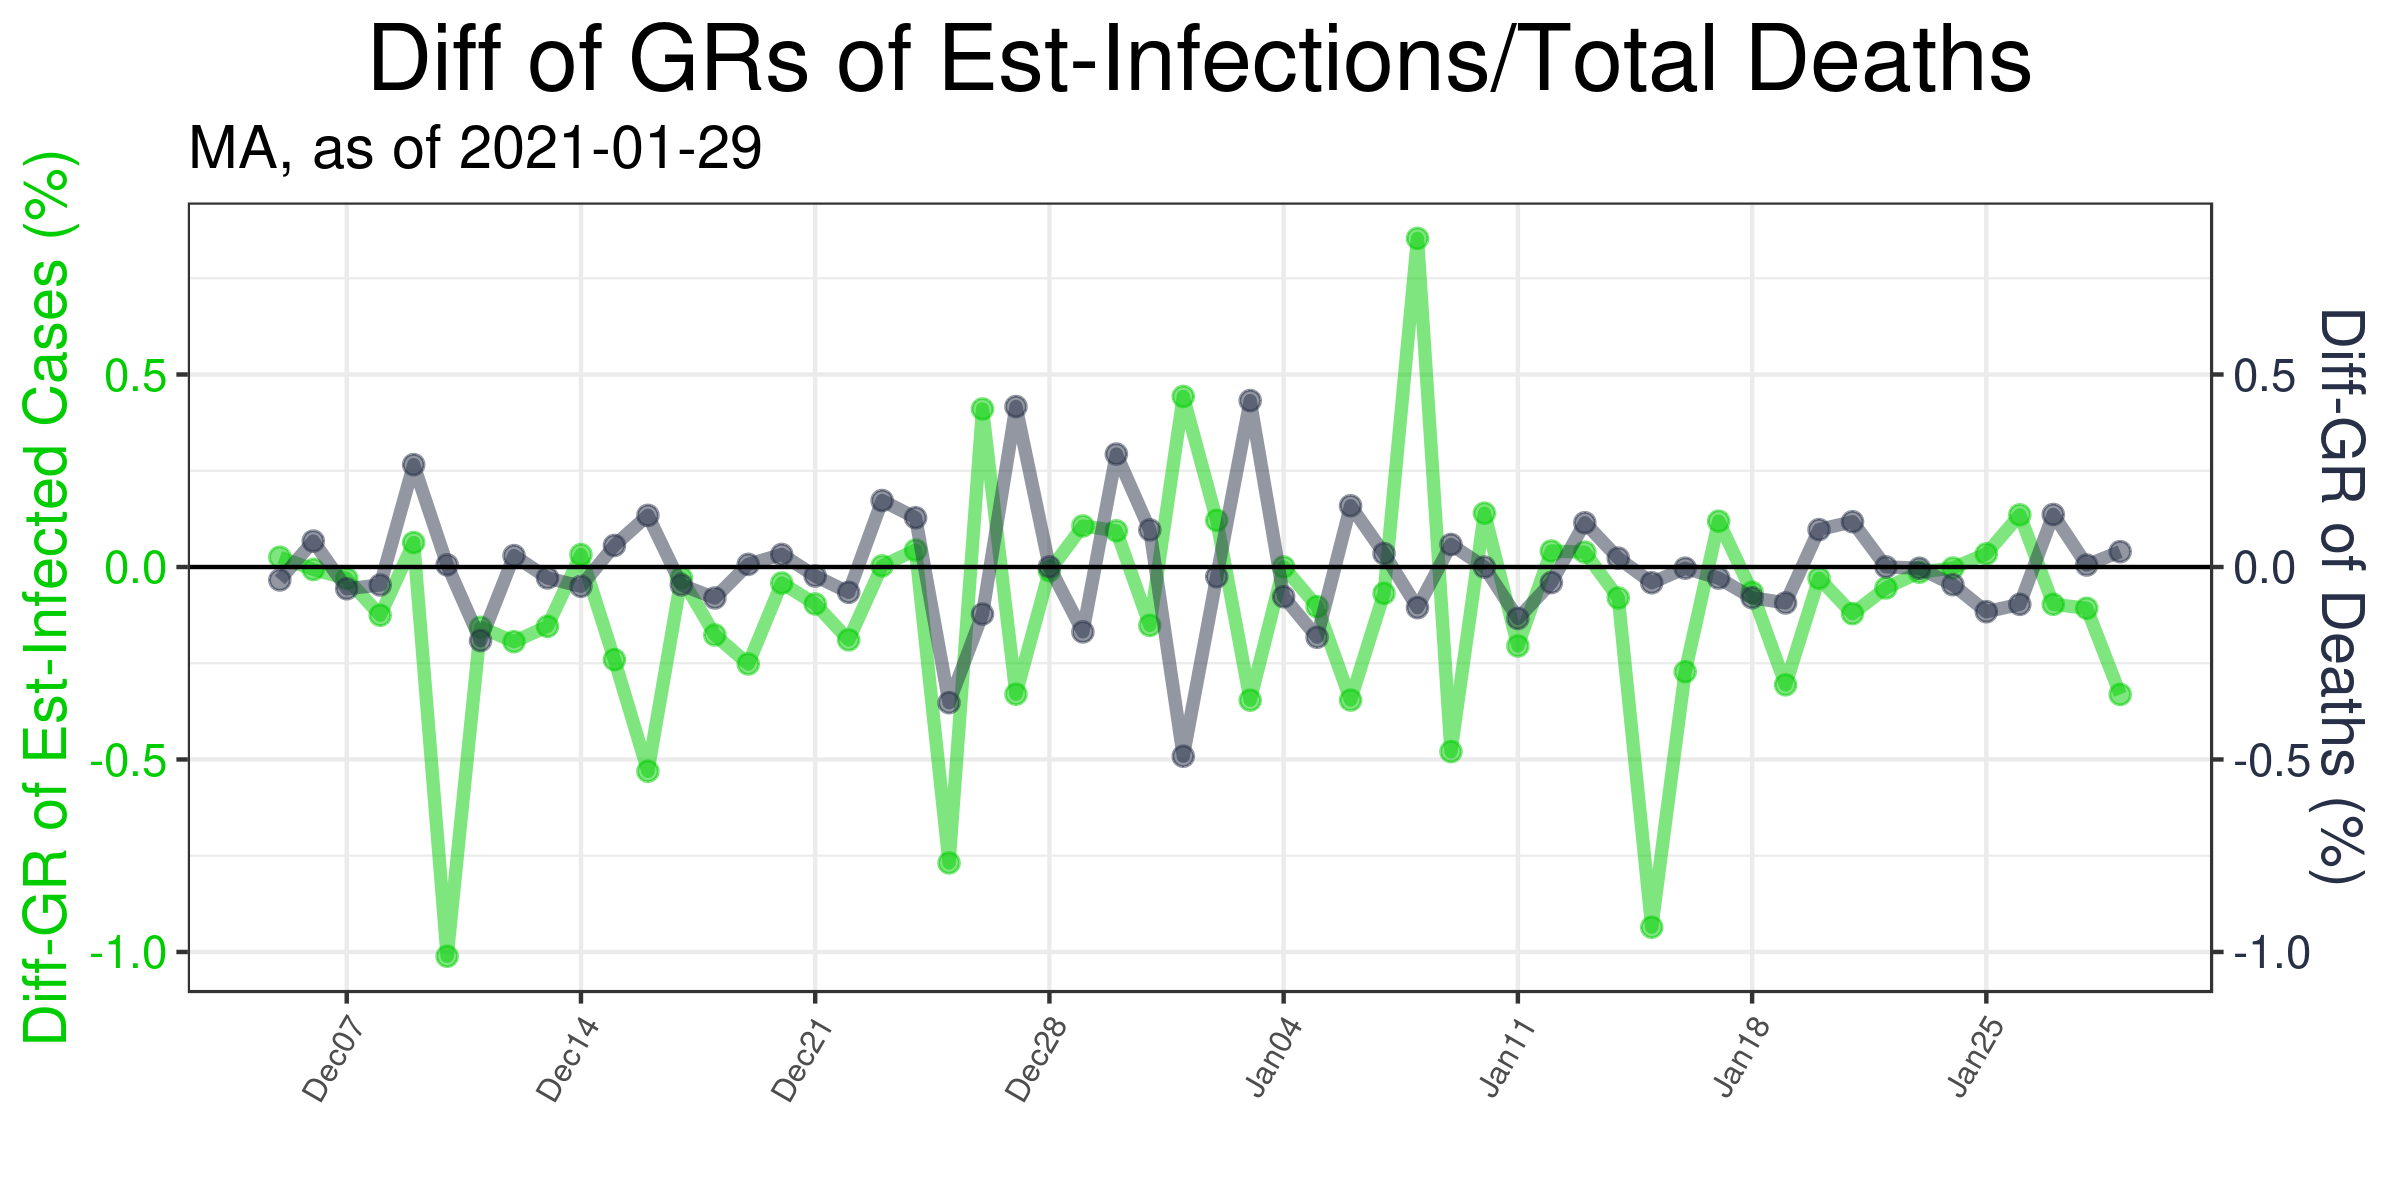 Diff of GRs of Est-Infections/Total Deaths
MA, as of 2021-01-29
Diff-GR of Est-Infected Cases (%)
0.5
0.0
-0.5
-1.0
0.5
0.0
-0.5
-1.0
Diff-GR of Deaths (%)
Dec07
Dec14
Dec21
Dec28
Jan04
Jan11
Jan18
Jan25